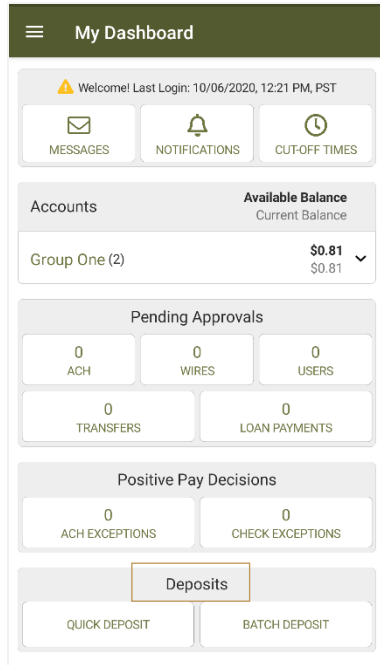 My Dashboard
Welcome! Last Login: 10/06/2020, 12:21 PM, PST
MESSAGES NOTIFICATIONS CUT-OFF TIMES
Accounts Available Balance
Current Balance
Group One (2) $0.81
$0.81
Pending Approvals
0 0 0
ACH WIRES USERS
0 0
TRANSFERS LOAN PAYMENTS
Positive Pay Decisions
0 0
ACH EXCEPTIONS CHECK EXCEPTIONS
Deposits
QUICK DEPOSIT BATCH DEPOSIT